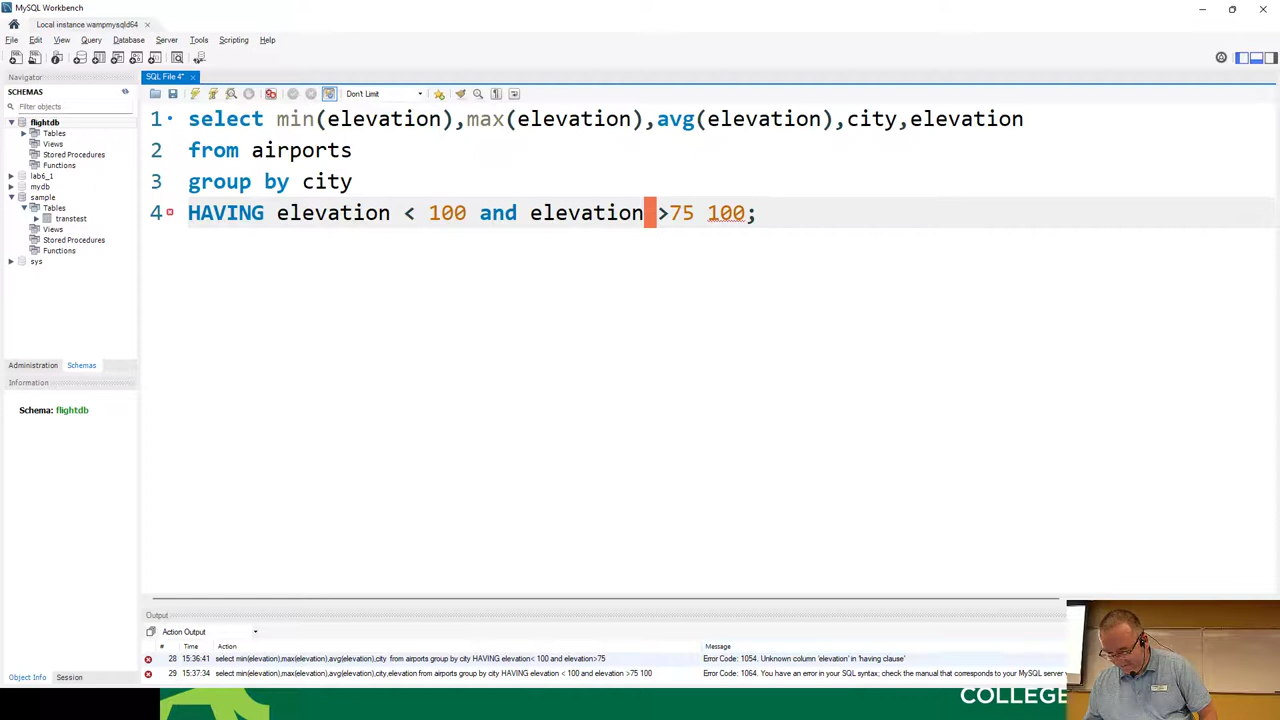 MySQL Workbench
Local instance wampmysqld64 ×
File Edit View Query Database Tools Scripting Help
Navigator
SCHEMAS
Filter objects
flightdb
Tables
Views
Stored Procedures
Functions
lab6_1
mydb
sample
Tables
transtest
Views
Stored Procedures
Functions
sys
Administration Schemas
Information
Schema: flightdb
Object Info Session
SQL File 4* ×
Don't Limit
1 select min(elevation),max(elevation),avg(elevation),city,elevation
2 from airports
3 group by city
4 HAVING elevation < 100 and elevation >75 100;
Output
Action Output
# Time Action Message
28 15:36:41 select min(elevation),max(elevation),avg(elevation),city from airports group by city HAVING elevation< 100 and elevation>75 Error Code: 1054. Unknown column 'elevation' in 'having clause'
29 15:37:34 select min(elevation),max(elevation),avg(elevation),city,elevation from airports group by city HAVING elevation < 100 and elevation >75 100 Error Code: 1064. You have an error in your SQL syntax; check the manual that corresponds to your MySQL server
COLLEGE